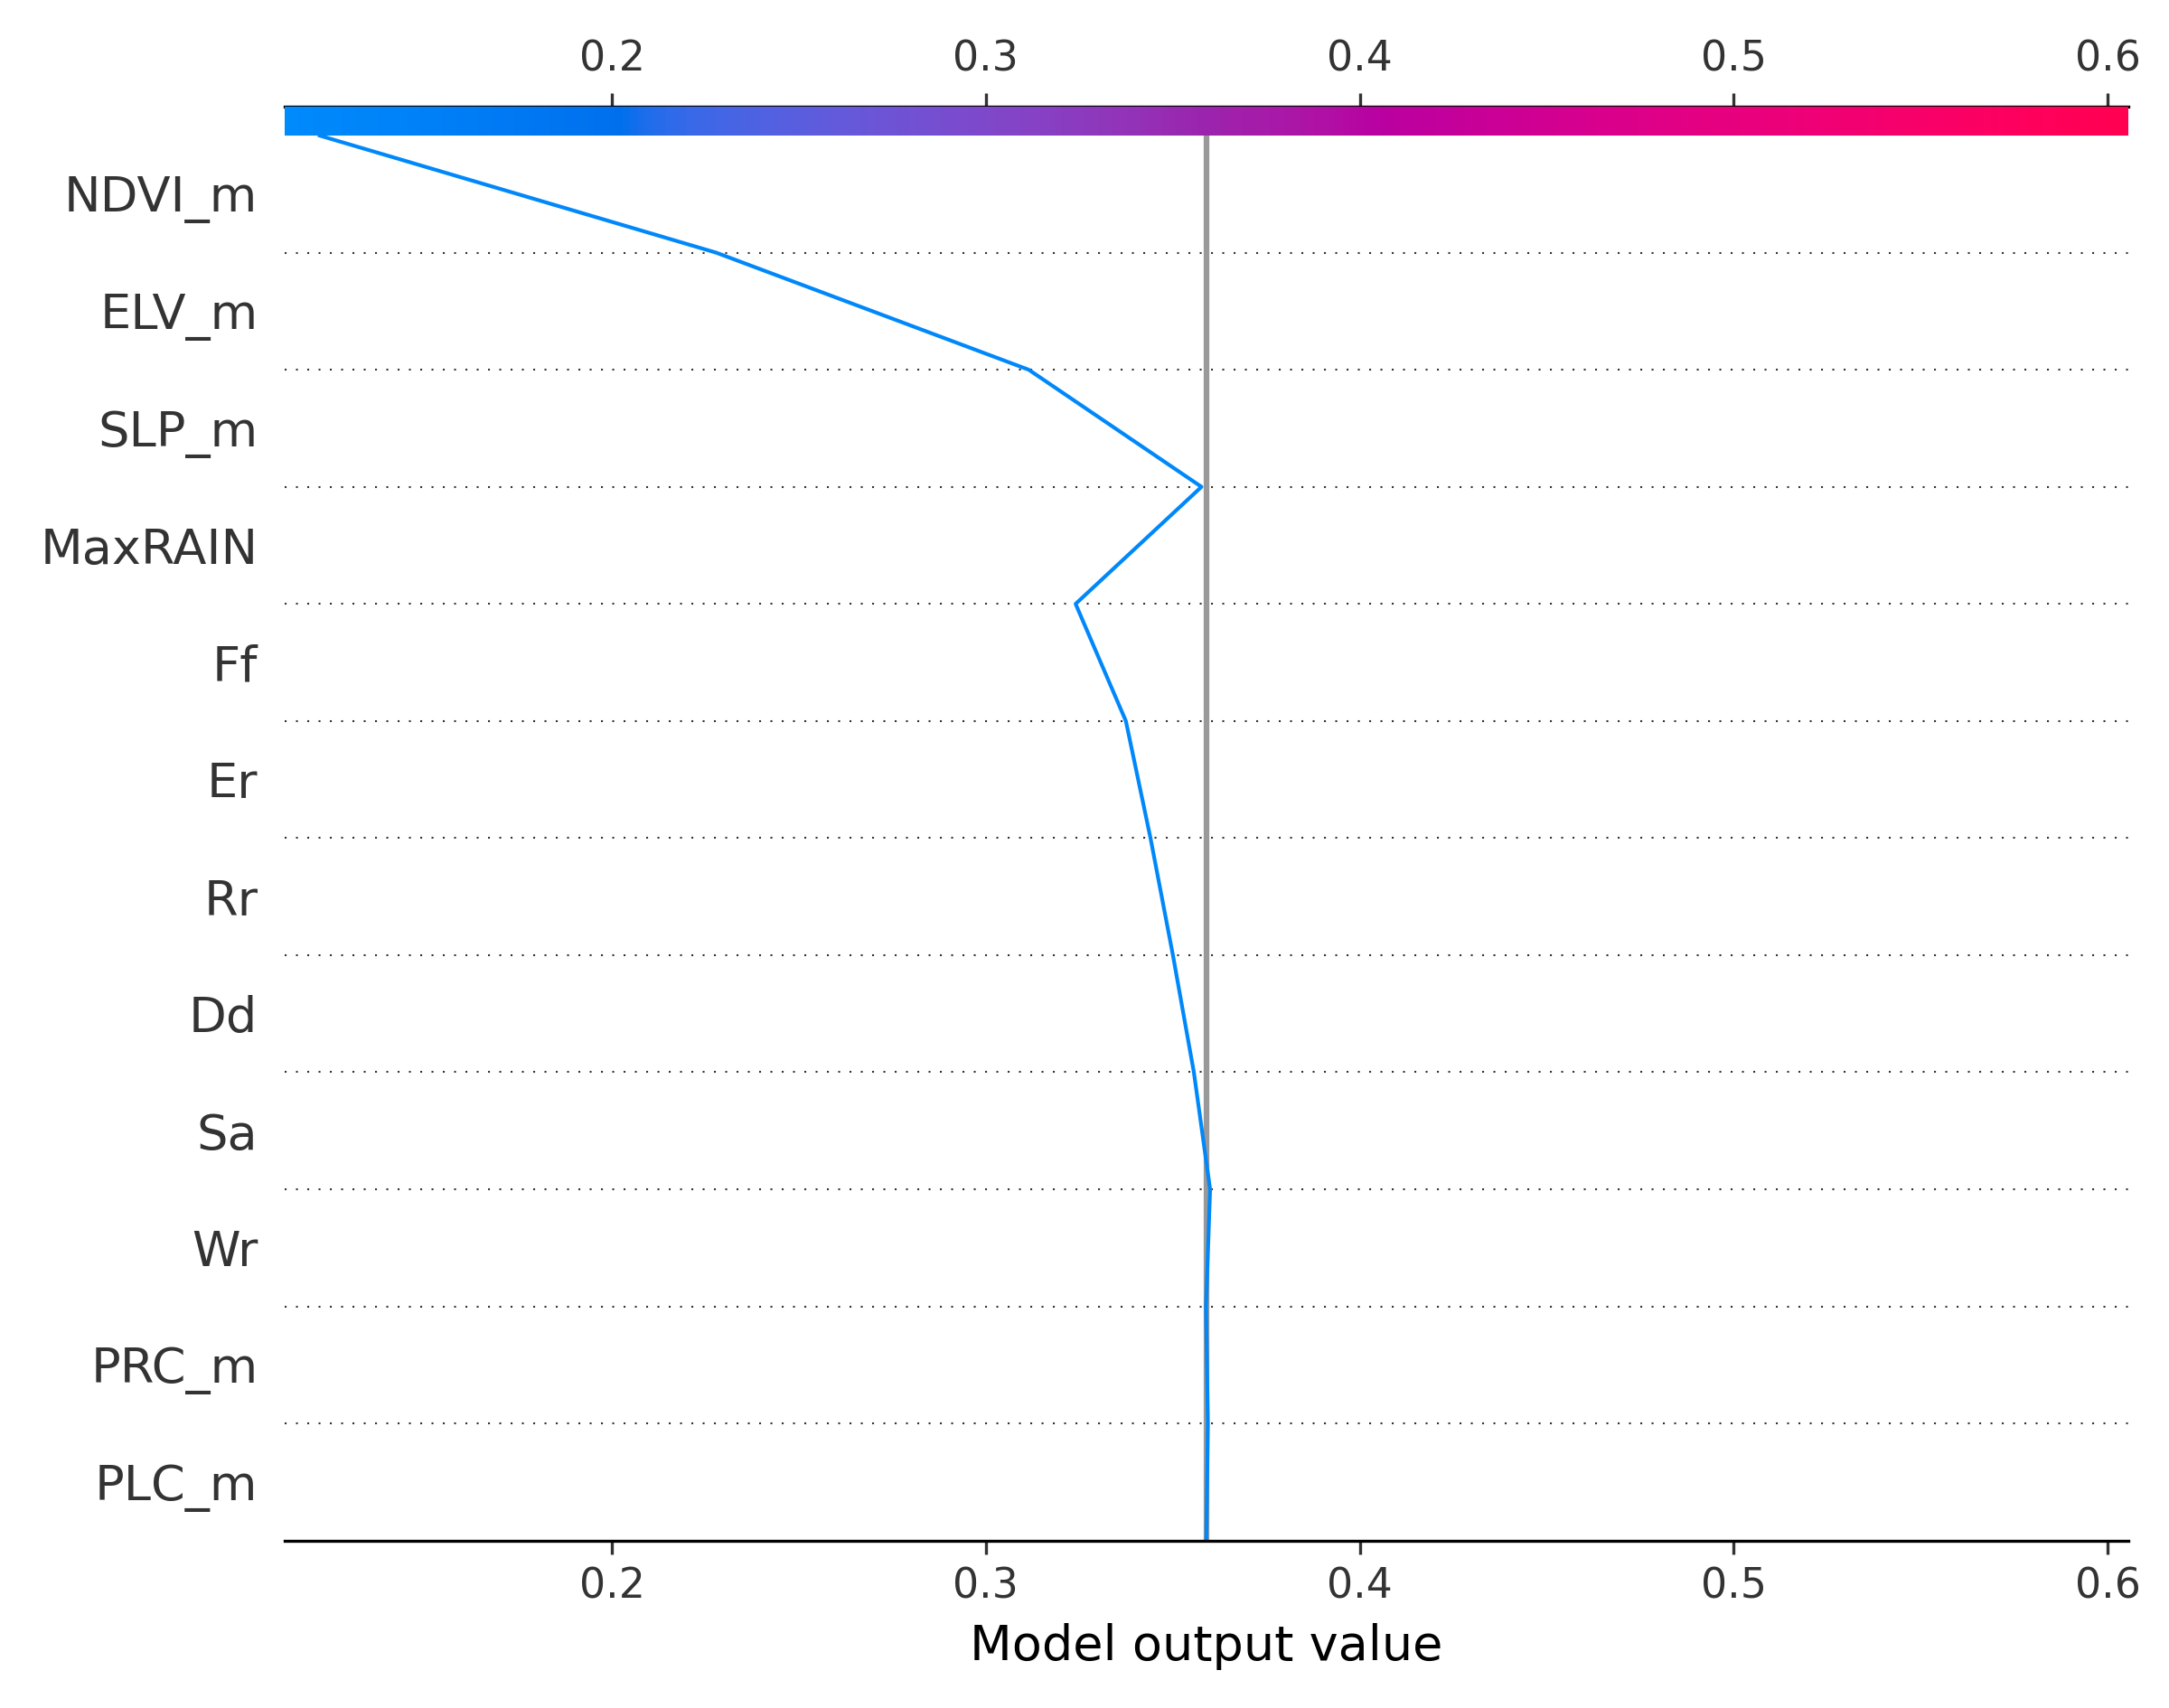 0.2 0.3 0.4 0.5 0.6
NDVI_m
ELV_m
SLP_m
MaxRAIN
Ff
Er
Rr
Dd
Sa
Wr
PRC_m
PLC_m
0.2 0.3 0.4 0.5 0.6
Model output value